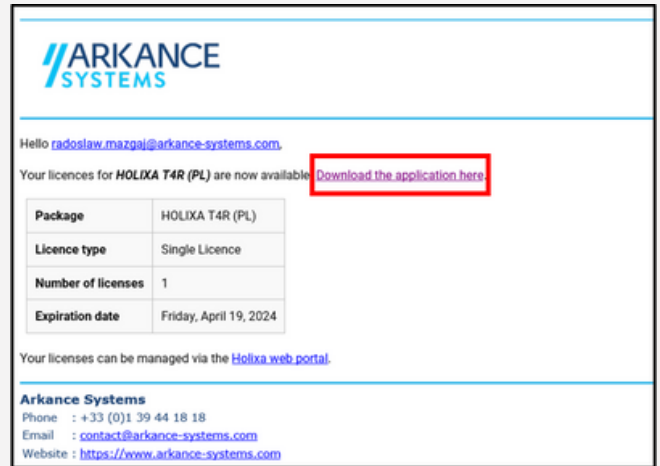 ARKANCE
SYSTEMS
Hello radoslaw.mazgaj@arkance-systems.com,
Your licences for HOLIXA T4R (PL) are now available. Download the application here.
Package HOLIXA T4R (PL)
Licence type Single Licence
Number of licenses 1
Expiration date Friday, April 19, 2024
Your licenses can be managed via the Holixa web portal.
Arkance Systems
Phone : +33 (0)1 39 44 18 18
Email : contact@arkance-systems.com
Website : https://www.arkance-systems.com